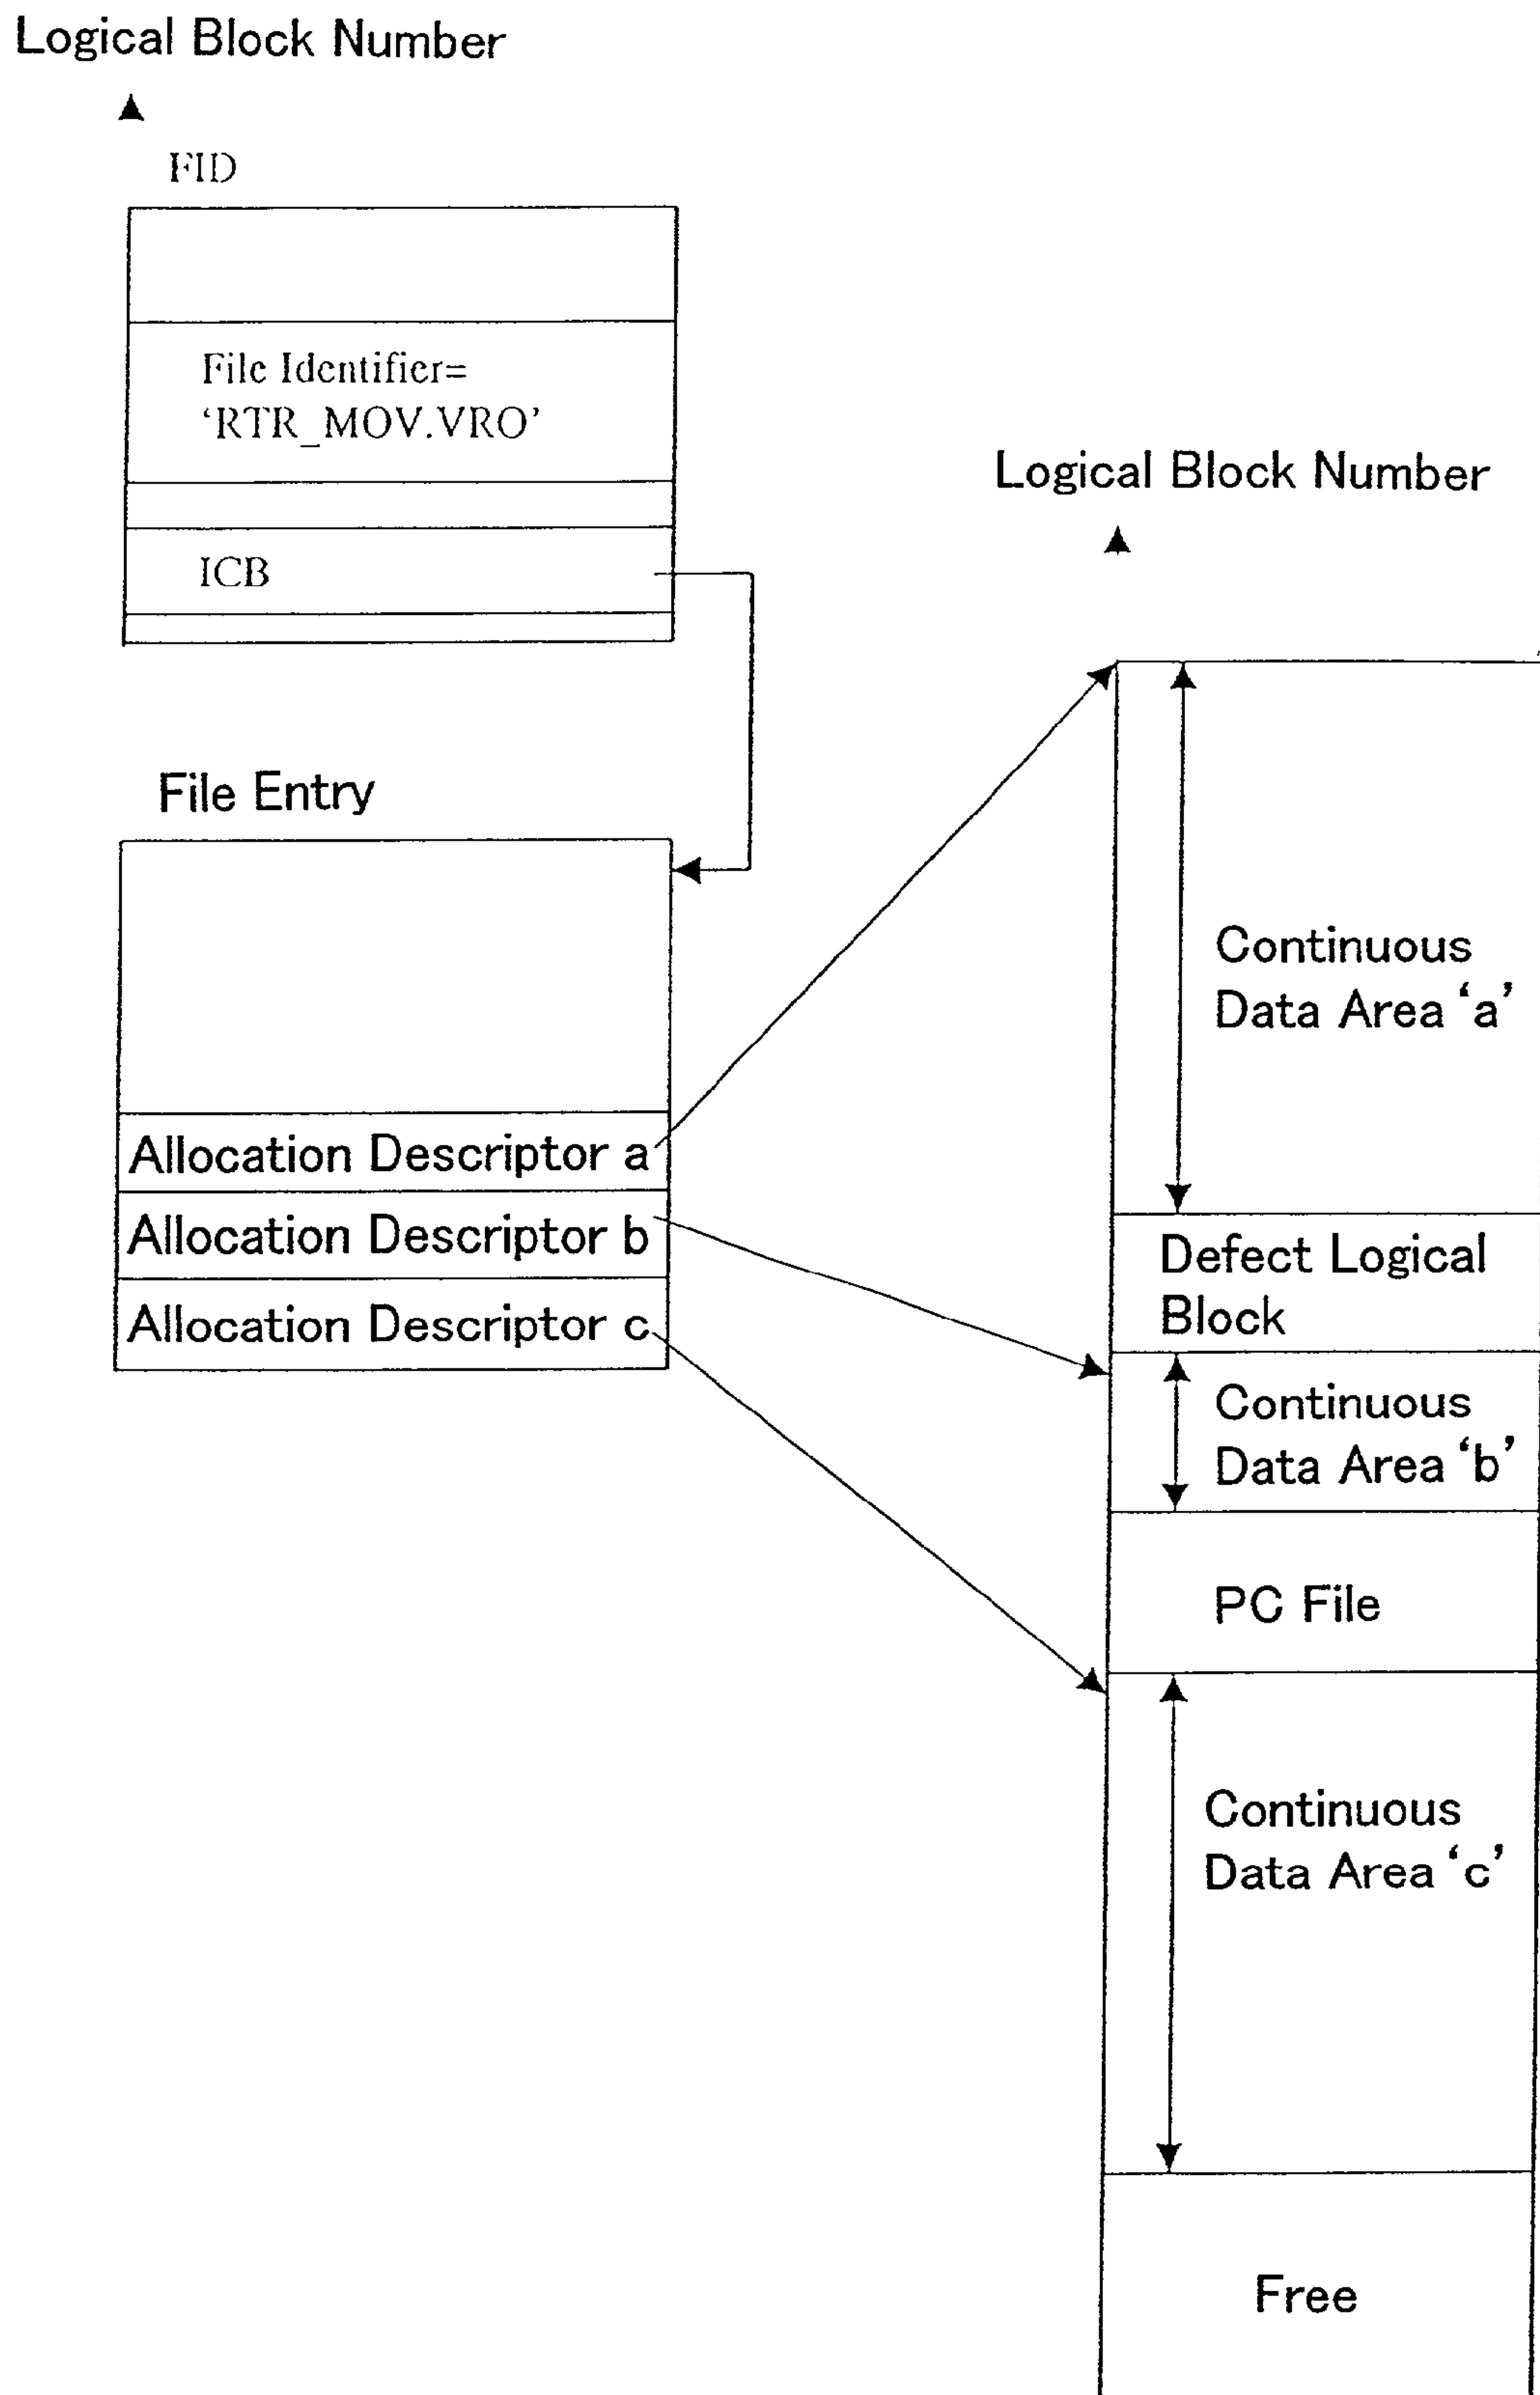 Logical Block Number
FID
File Identifier=
‘RTR_MOV.VRO’
ICB
File Entry
Allocation Descriptor a
Allocation Descriptor b
Allocation Descriptor c
Logical Block Number
Continuous
Data Area ‘a’
Defect Logical
Block
Continuous
Data Area ‘b’
PC File
Continuous
Data Area ‘c’
Free